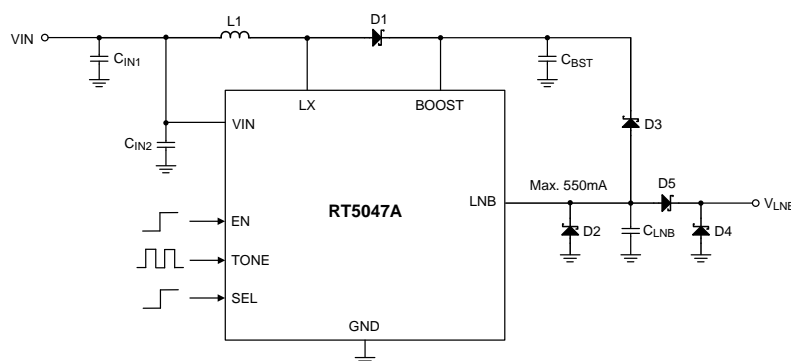 L1
D1
VIN
CIN1
CBST
LX
BOOST
VIN
D3
CIN2
LNB
Max. 550mA
D5
VLNB
RT5047A
EN
D2
CLNB
D4
TONE
SEL
GND